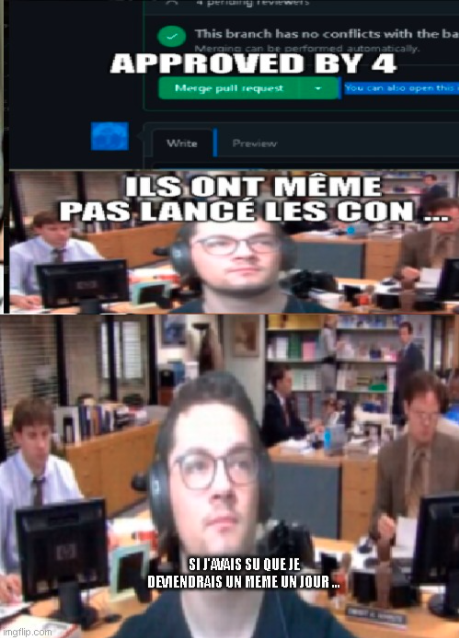 4 pending reviewers
This branch has no conflicts with the ba
Merging can be performed automatically.
APPROVED BY 4
Merge pull request
You can also open this
Write Preview
ILS ONT MÊME
PAS LANCÉ LES CON ...
SI J'AVAIS SU QUE JE
DEVIENDRAIS UN MEME UN JOUR ...
imgflip.com